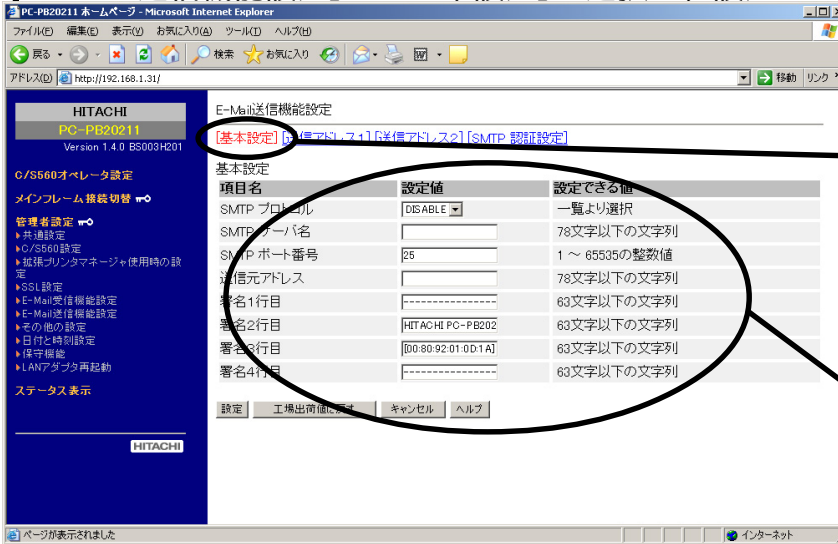 PC-PB20211 ホームページ - Microsoft Internet Explorer
ファイル(F) 編集(E) 表示(V) お気に入り(A) ツール(T) ヘルプ(H)
戻る 検索 お気に入り
アドレス(D) http://192.168.1.31/ 移動 リンク
HITACHI
PC-PB20211
Version 1.4.0 BS003H201
C/S560オペレータ設定
メインフレーム接続切替
管理者設定
共通設定
C/S560設定
拡張プリンタマネージャ使用時の設
定
SSL設定
E-Mail受信機能設定
E-Mail送信機能設定
その他の設定
日付と時刻設定
保守機能
LANアダプタ再起動
ステータス表示
HITACHI
E-Mail送信機能設定
[基本設定] [送信アドレス1] [送信アドレス2] [SMTP 認証設定]
基本設定
項目名 設定値 設定できる値
SMTP プロトコル DISABLE 一覧より選択
SMTP サーバ名 78文字以下の文字列
SMTP ポート番号 25 1 ～ 65535の整数値
送信元アドレス 78文字以下の文字列
署名1行目 ---------------- 63文字以下の文字列
署名2行目 HITACHI PC-PB202 63文字以下の文字列
署名3行目 [00:80:92:01:0D:1A] 63文字以下の文字列
署名4行目 ---------------- 63文字以下の文字列
設定 工場出荷値に戻す キャンセル ヘルプ
ページが表示されました インターネット